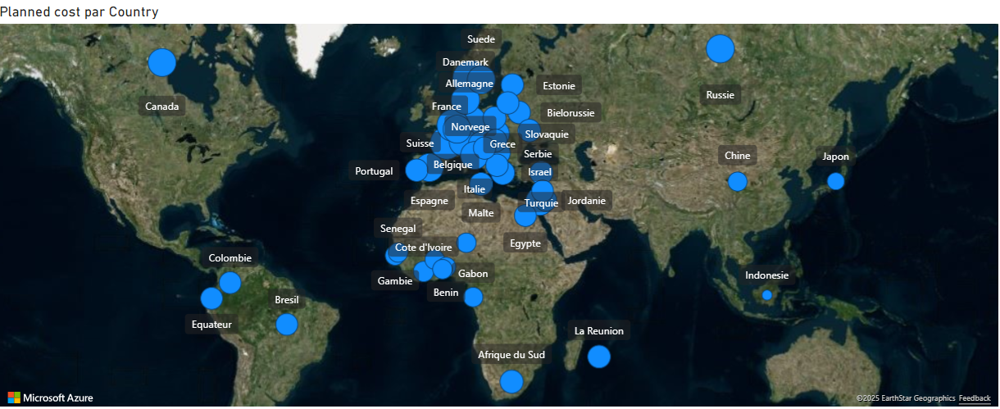 Planned cost par Country
Suede
Danemark
Allemagne
Estonie
Russie
Canada
France
Bielorussie
Norvege
Slovaquie
Suisse
Grece
Serbie
Chine
Japon
Portugal
Belgique
Israel
Italie
Espagne
Turquie
Jordanie
Malte
Senegal
Egypte
Cote d'Ivoire
Colombie
Gambie
Gabon
Indonesie
Benin
Bresil
Equateur
La Reunion
Afrique du Sud
Microsoft Azure
©2025 EarthStar Geographics Feedback